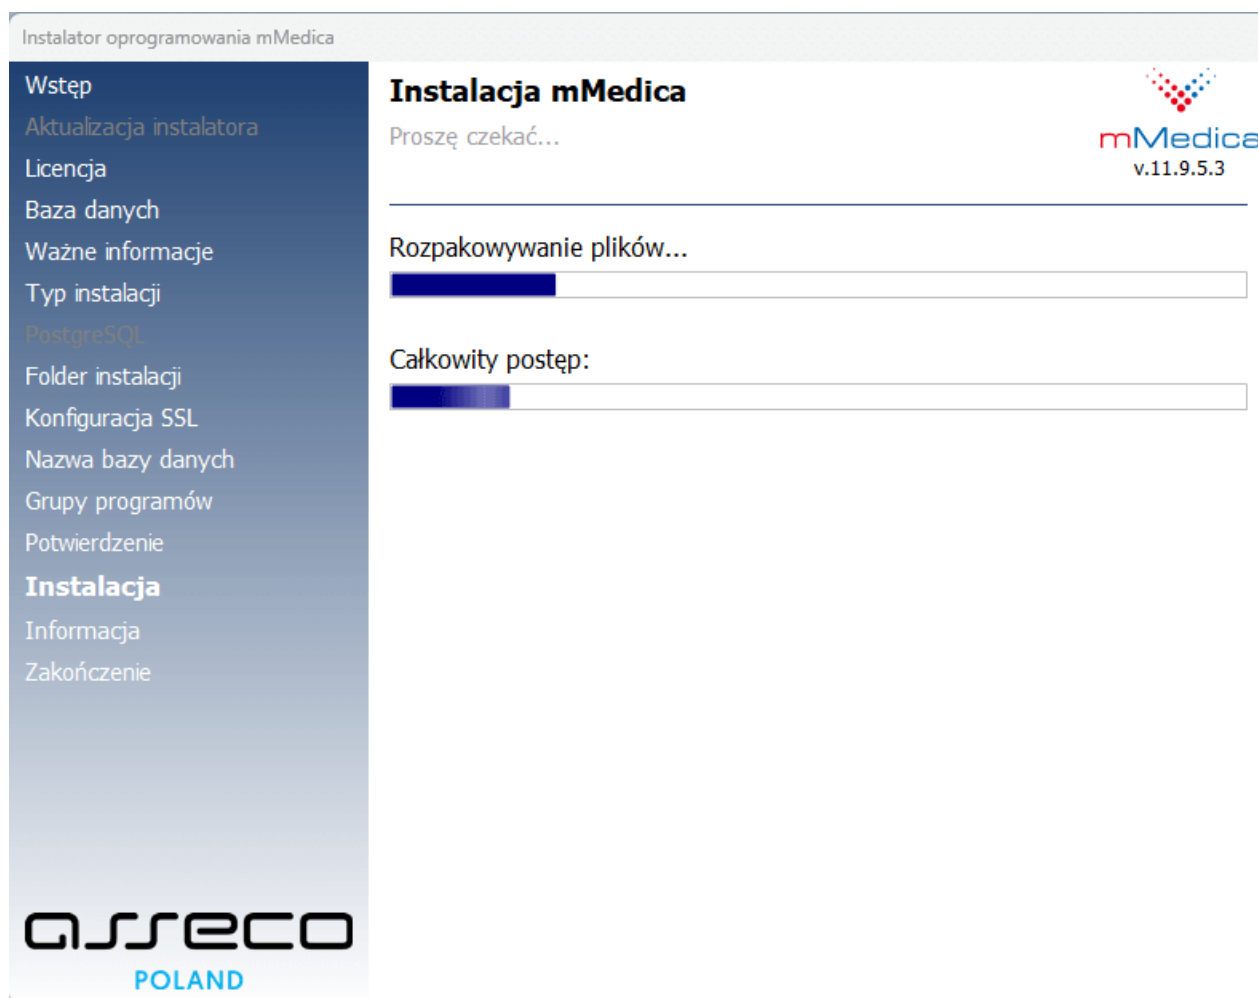 Instalator oprogramowania mMedica
Wstęp
Aktualizacja instalatora
Licencja
Baza danych
Ważne informacje
Typ instalacji
PostgreSQL
Folder instalacji
Konfiguracja SSL
Nazwa bazy danych
Grupy programów
Potwierdzenie
Instalacja
Informacja
Zakończenie
asseco
POLAND
Instalacja mMedica
Proszę czekać...
mMedica
v.11.9.5.3
Rozpakowywanie plików...
Całkowity postęp: